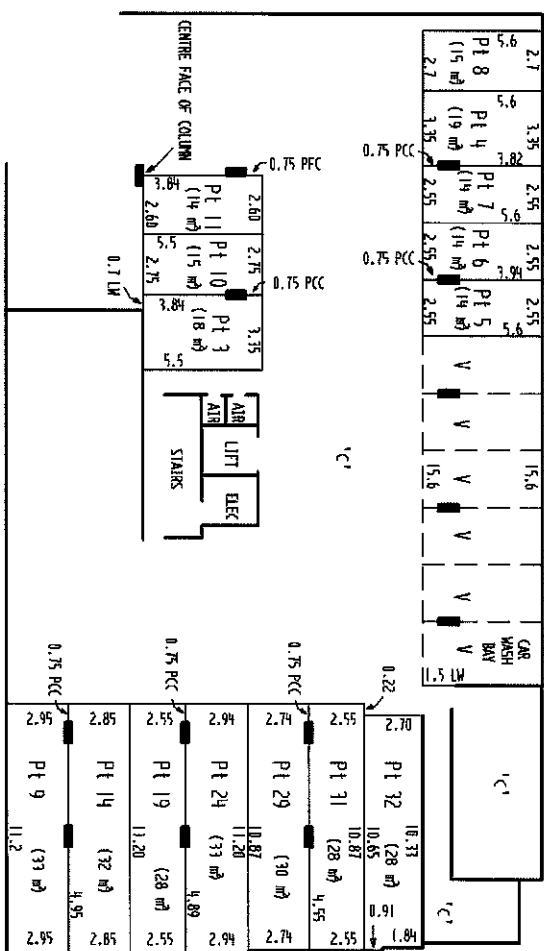 CENTRE FACE OF COLUMN
2.7
5.6
Pt 8
(15 m²)
2.7
5.6
3.35
Pt 4
(19 m²)
3.35
3.82
0.75 PCC
2.55
Pt 7
(14 m²)
2.55
5.6
2.55
Pt 6
(14 m²)
2.55
3.94
0.75 PCC
2.55
Pt 5
(14 m²)
2.55
5.6
V
V
V
15.6
15.6
V
V
V
CAR
WASH
BAY
1.5 LW
0.75 PFC
3.84
2.60
Pt 11
(14 m²)
2.60
5.5
2.75
Pt 10
(15 m²)
2.75
0.75 PCC
0.7 LW
3.84
3.35
Pt 3
(18 m²)
5.5
AIR
AIR
LIFT
ELEC
STAIRS
'C'
'C'
'C'
0.22
2.70
Pt 32
(28 m²)
10.33
10.65
0.91
1.84
0.75 PCC
2.55
Pt 31
(28 m²)
10.87
4.55
2.55
2.74
Pt 29
(30 m²)
10.87
2.74
0.75 PCC
2.94
Pt 24
(33 m²)
11.20
2.94
2.55
Pt 19
(28 m²)
11.20
4.89
2.55
0.75 PCC
2.85
Pt 14
(32 m²)
4.95
2.85
2.95
Pt 9
(33 m²)
11.2
2.95